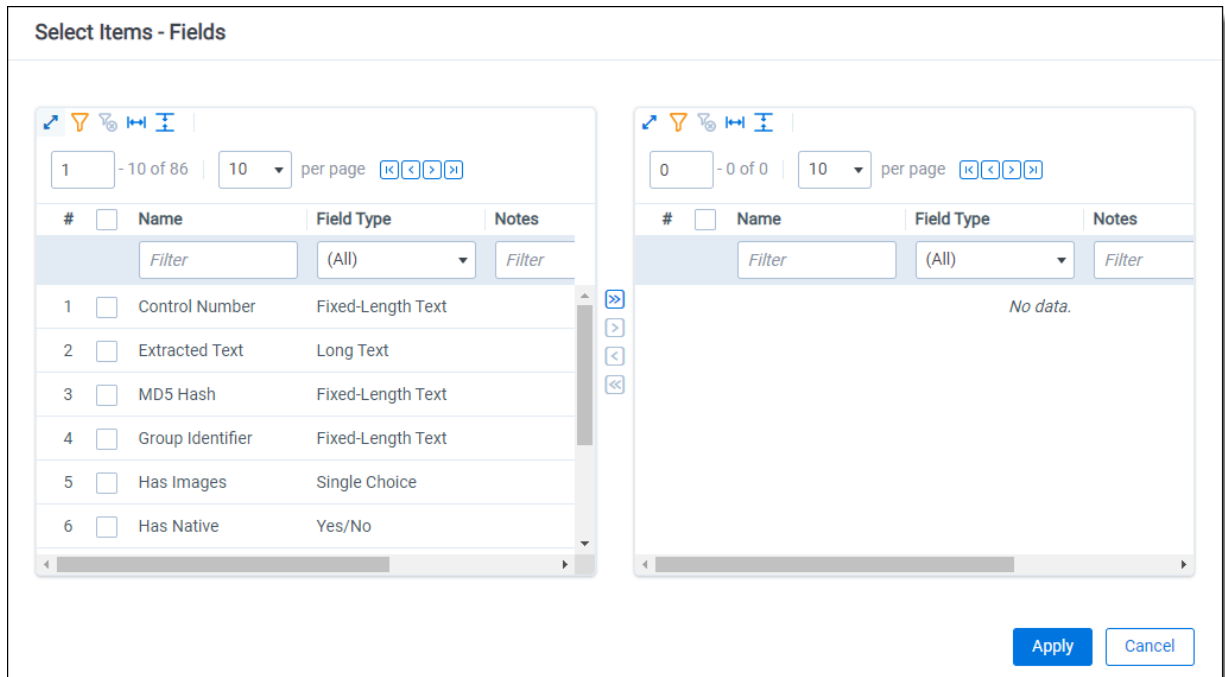 Select Items - Fields
1 - 10 of 86 10 per page
# Name Field Type Notes
Filter (All) Filter
1 Control Number Fixed-Length Text
2 Extracted Text Long Text
3 MD5 Hash Fixed-Length Text
4 Group Identifier Fixed-Length Text
5 Has Images Single Choice
6 Has Native Yes/No
0 - 0 of 0 10 per page
# Name Field Type Notes
Filter (All) Filter
No data.
Apply Cancel